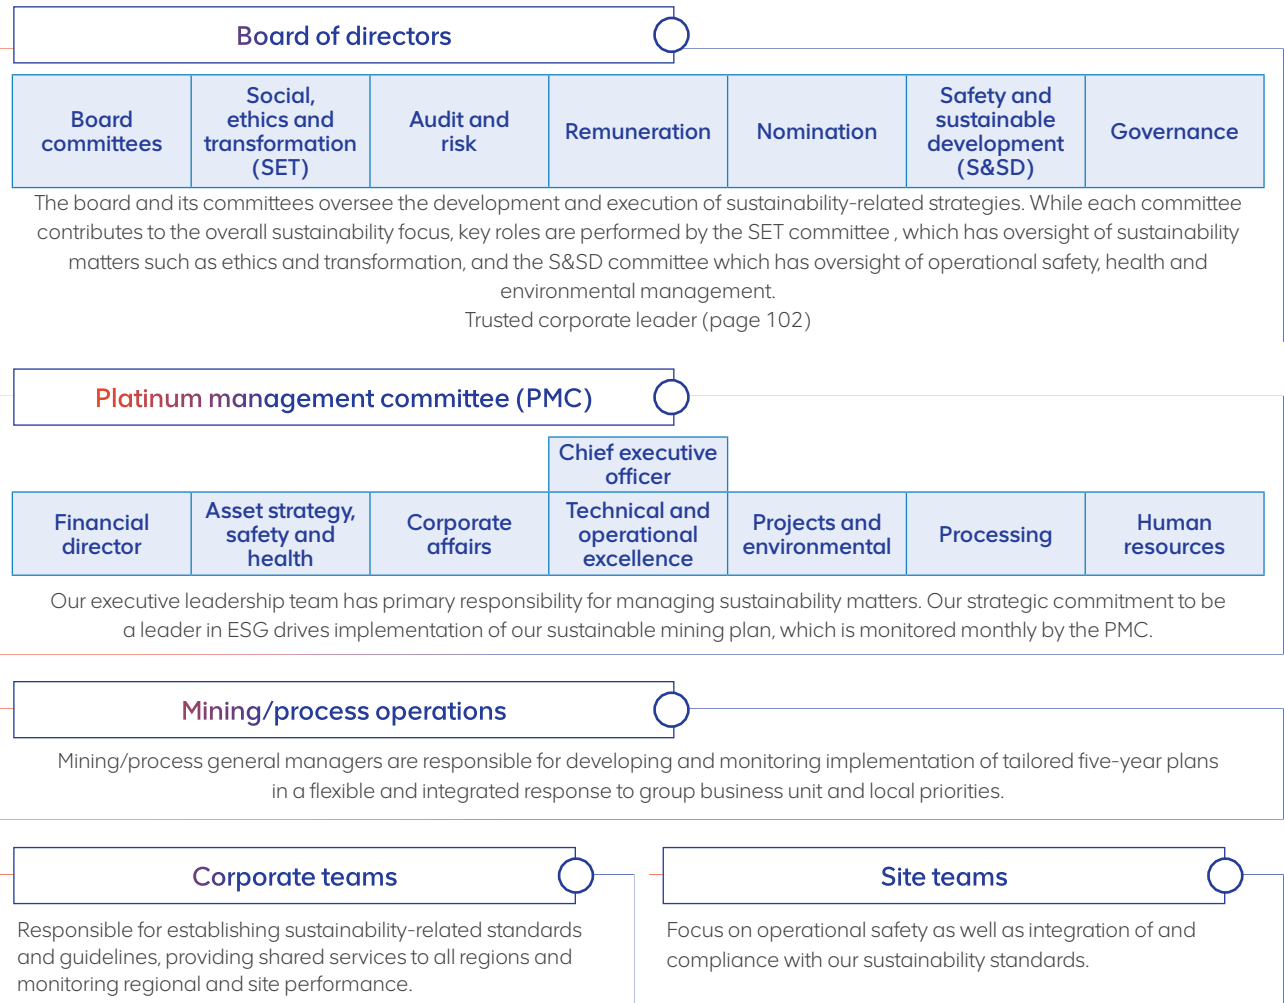 Board of directors
Board
committees
Social,
ethics and
transformation
(SET)
Audit and
risk
Remuneration
Nomination
Safety and
sustainable
development
(S&SD)
Governance
The board and its committees oversee the development and execution of sustainability-related strategies. While each committee
contributes to the overall sustainability focus, key roles are performed by the SET committee , which has oversight of sustainability
matters such as ethics and transformation, and the S&SD committee which has oversight of operational safety, health and
environmental management.
Trusted corporate leader (page 102)
Platinum management committee (PMC)
Chief executive
officer
Financial
director
Asset strategy,
safety and
health
Corporate
affairs
Technical and
operational
excellence
Projects and
environmental
Processing
Human
resources
Our executive leadership team has primary responsibility for managing sustainability matters. Our strategic commitment to be
a leader in ESG drives implementation of our sustainable mining plan, which is monitored monthly by the PMC.
Mining/process operations
Mining/process general managers are responsible for developing and monitoring implementation of tailored five-year plans
in a flexible and integrated response to group business unit and local priorities.
Corporate teams
Responsible for establishing sustainability-related standards
and guidelines, providing shared services to all regions and
monitoring regional and site performance.
Site teams
Focus on operational safety as well as integration of and
compliance with our sustainability standards.